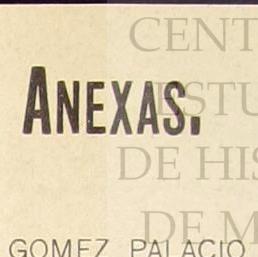 CENT
ANEXAS.
ESTU
DE HIS
DE M
GOMEZ PALACIO